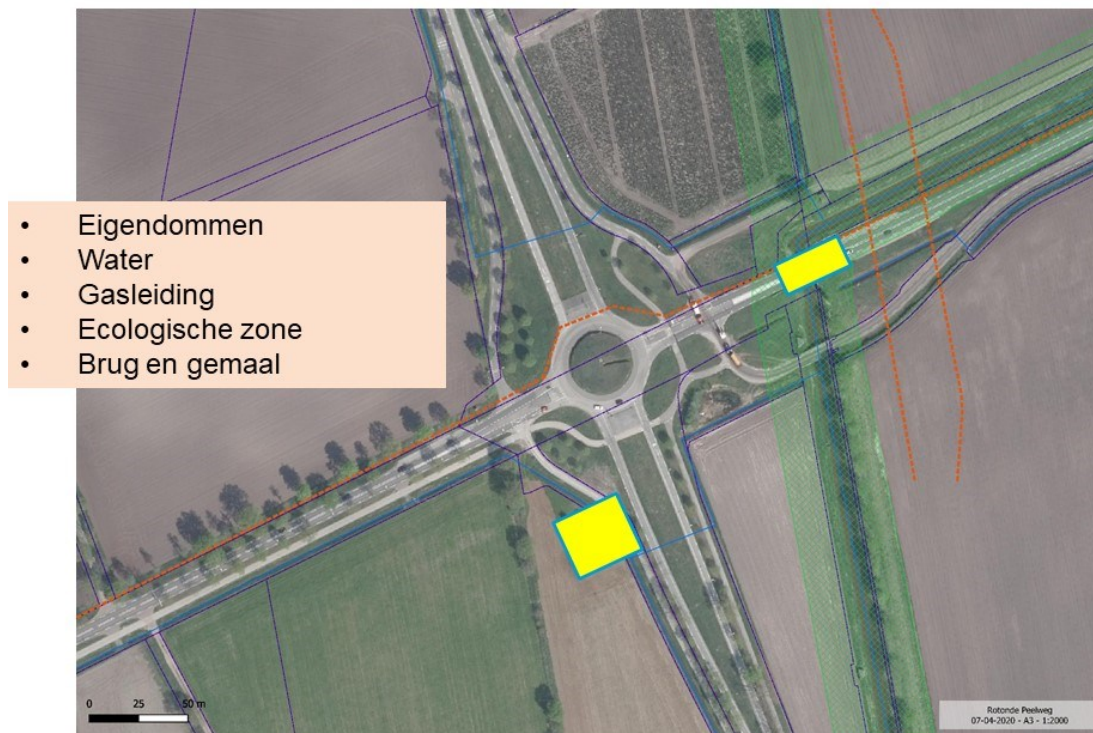 • Eigendommen
• Water
• Gasleiding
• Ecologische zone
• Brug en gemaal
0 25 50 m
Rotonde Peelweg
07-04-2020 - A3 - 1:2000